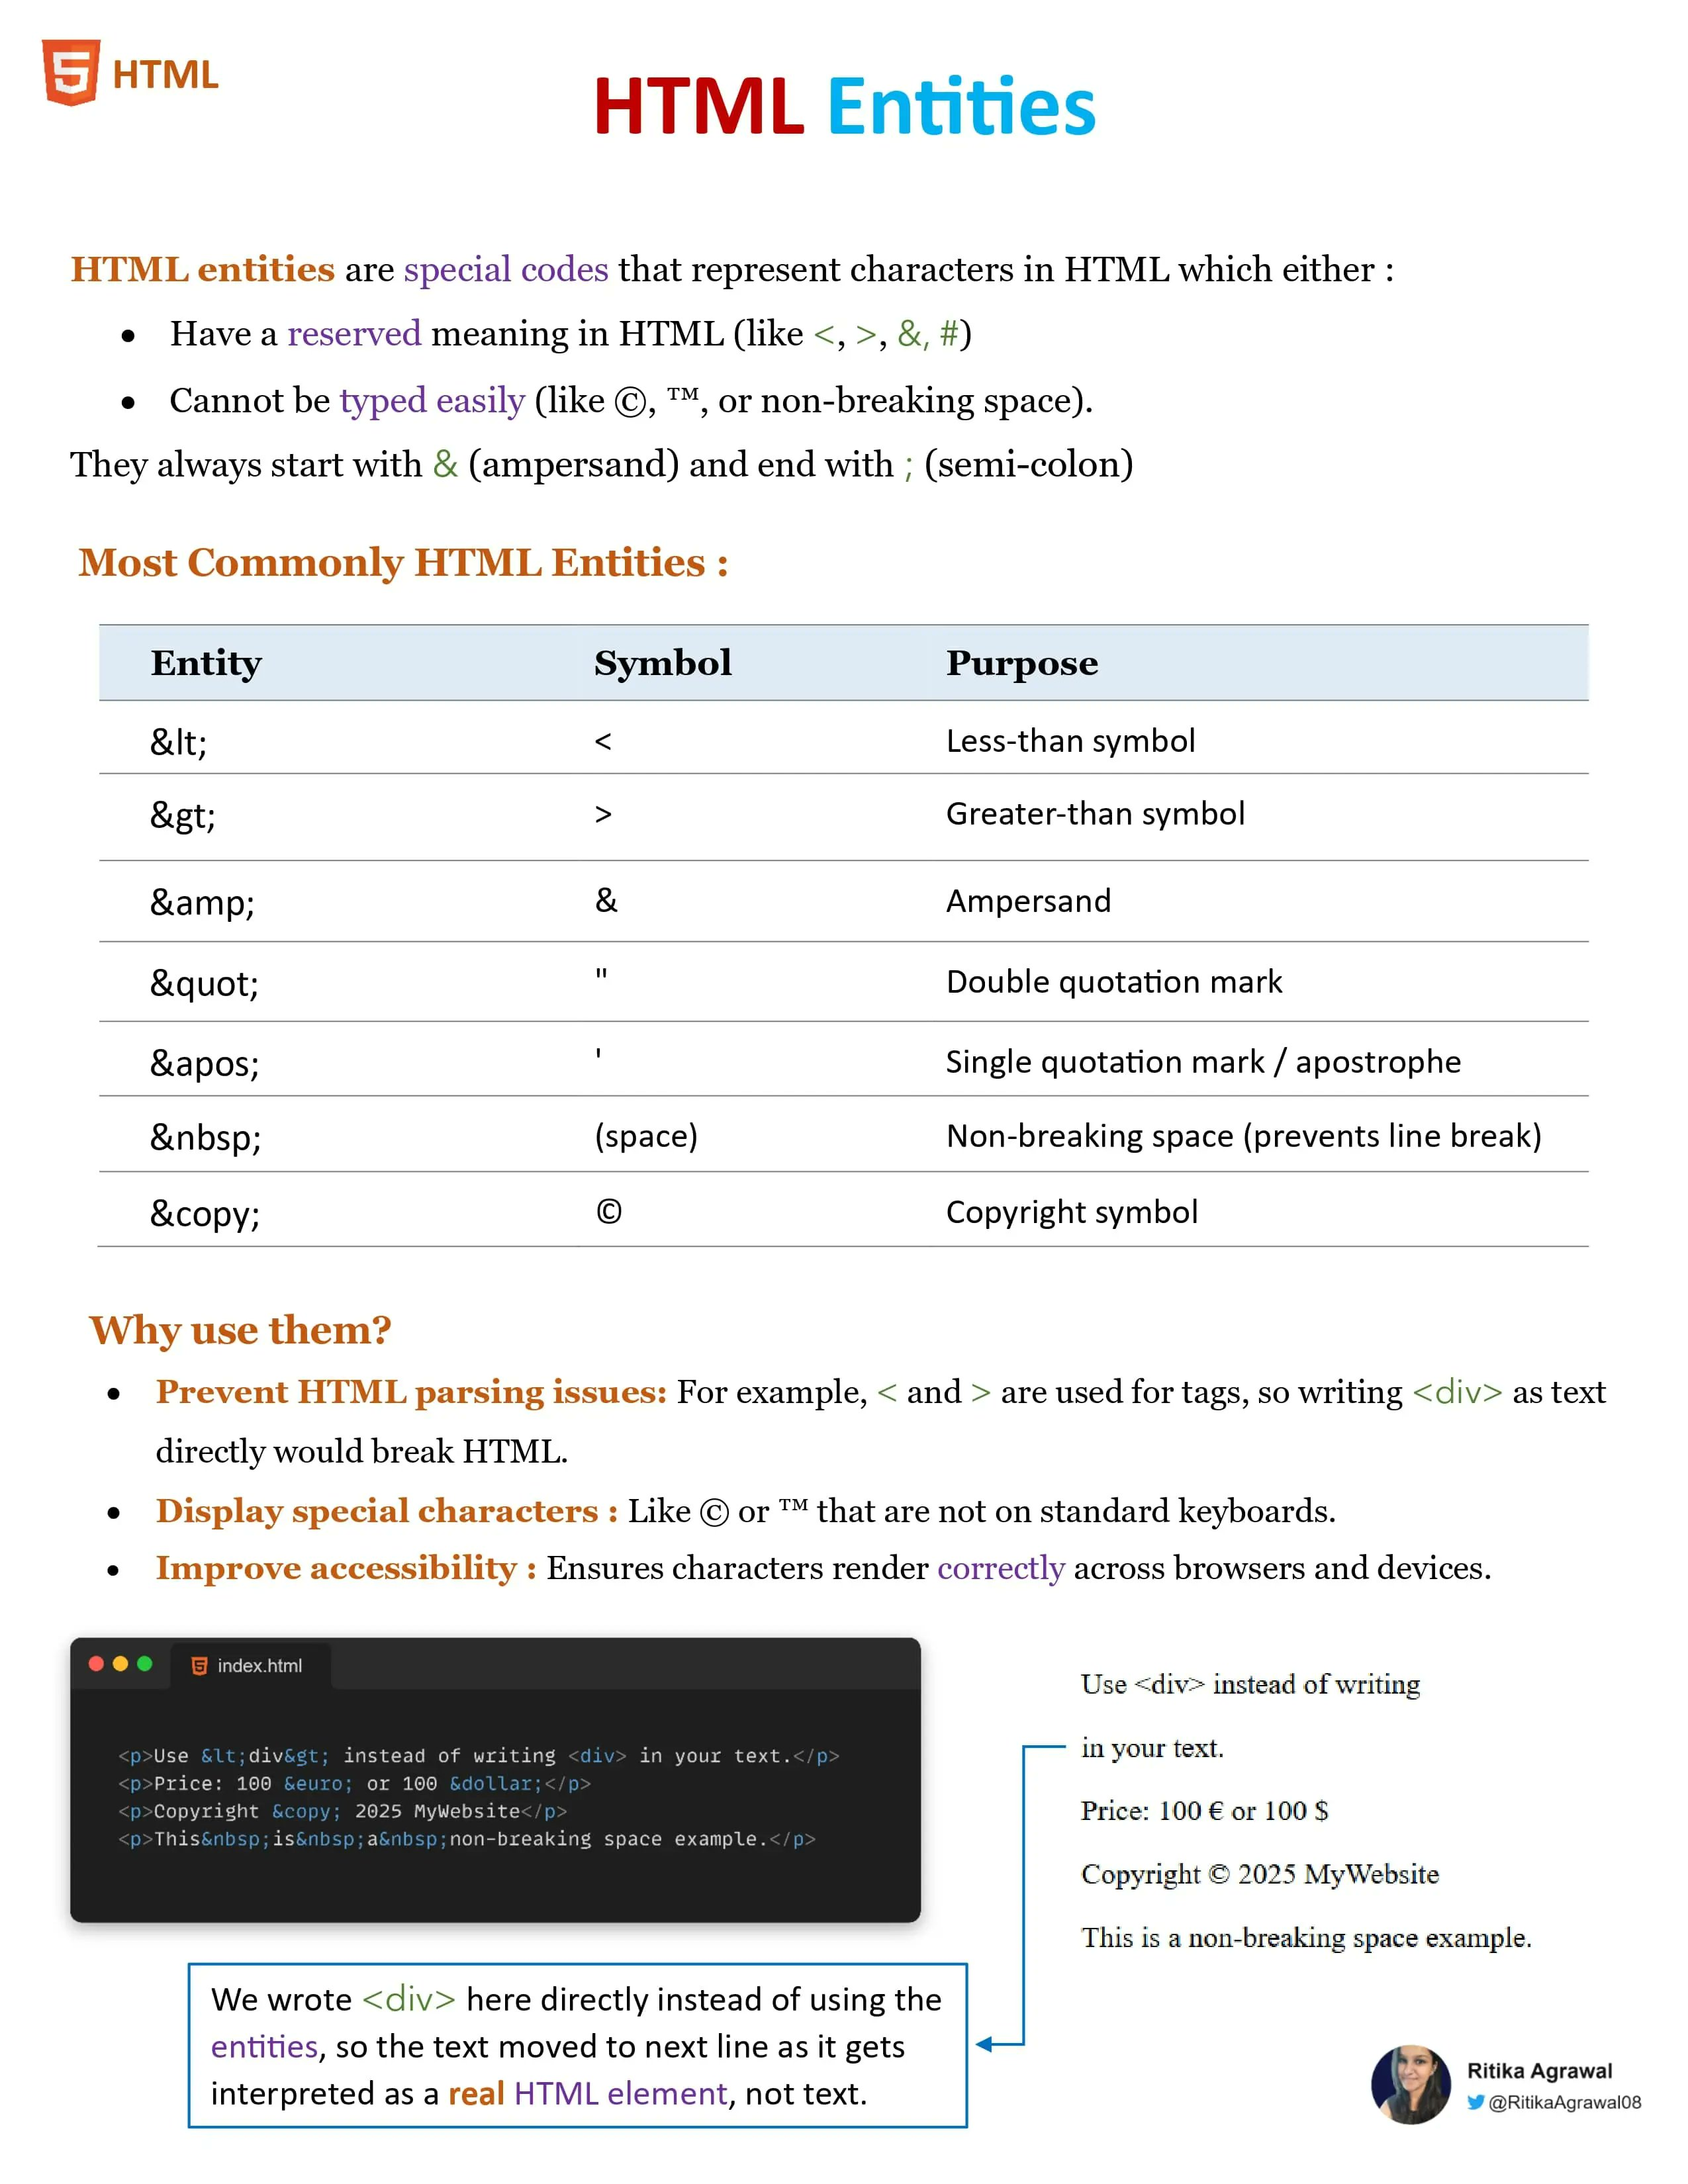 HTML
HTML Entities
HTML entities are special codes that represent characters in HTML which either :
• Have a reserved meaning in HTML (like <, >, &, #)
• Cannot be typed easily (like ©, ™, or non-breaking space).
They always start with & (ampersand) and end with ; (semi-colon)
Most Commonly HTML Entities :
Entity Symbol Purpose
&lt; < Less-than symbol
&gt; > Greater-than symbol
&amp; & Ampersand
&quot; " Double quotation mark
&apos; ' Single quotation mark / apostrophe
&nbsp; (space) Non-breaking space (prevents line break)
&copy; © Copyright symbol
Why use them?
• Prevent HTML parsing issues: For example, < and > are used for tags, so writing <div> as text
directly would break HTML.
• Display special characters : Like © or ™ that are not on standard keyboards.
• Improve accessibility : Ensures characters render correctly across browsers and devices.
index.html
<p>Use &lt;div&gt; instead of writing <div> in your text.</p>
<p>Price: 100 &euro; or 100 &dollar;</p>
<p>Copyright &copy; 2025 MyWebsite</p>
<p>This&nbsp;is&nbsp;a&nbsp;non-breaking space example.</p>
Use <div> instead of writing
in your text.
Price: 100 € or 100 $
Copyright © 2025 MyWebsite
This is a non-breaking space example.
We wrote <div> here directly instead of using the
entities, so the text moved to next line as it gets
interpreted as a real HTML element, not text.
Ritika Agrawal
@RitikaAgrawal08